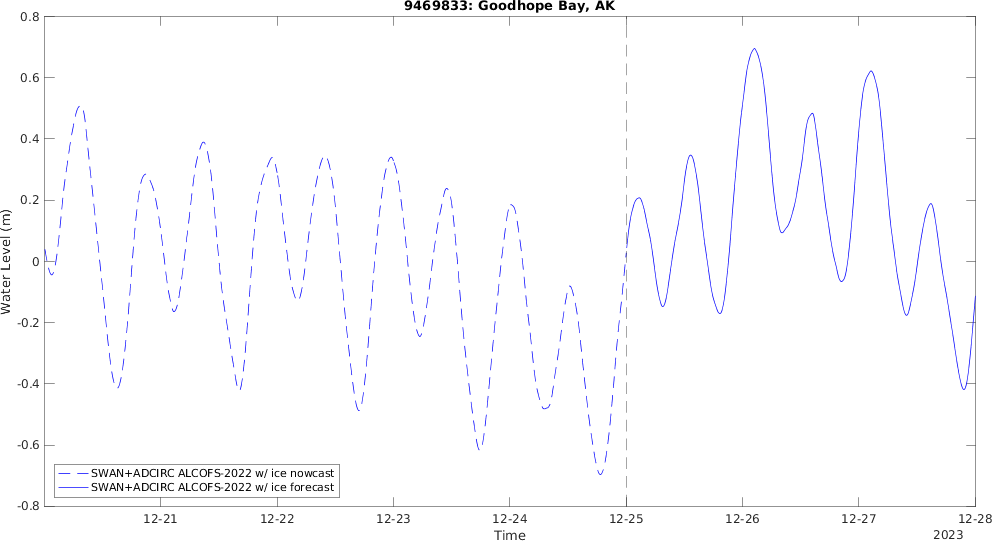 9469833: Goodhope Bay, AK
Water Level (m)
0.8
0.6
0.4
0.2
0
-0.2
-0.4
-0.6
-0.8
SWAN+ADCIRC ALCOFS-2022 w/ ice nowcast
SWAN+ADCIRC ALCOFS-2022 w/ ice forecast
12-21 12-22 12-23 12-24 12-25 12-26 12-27 12-28
Time
2023